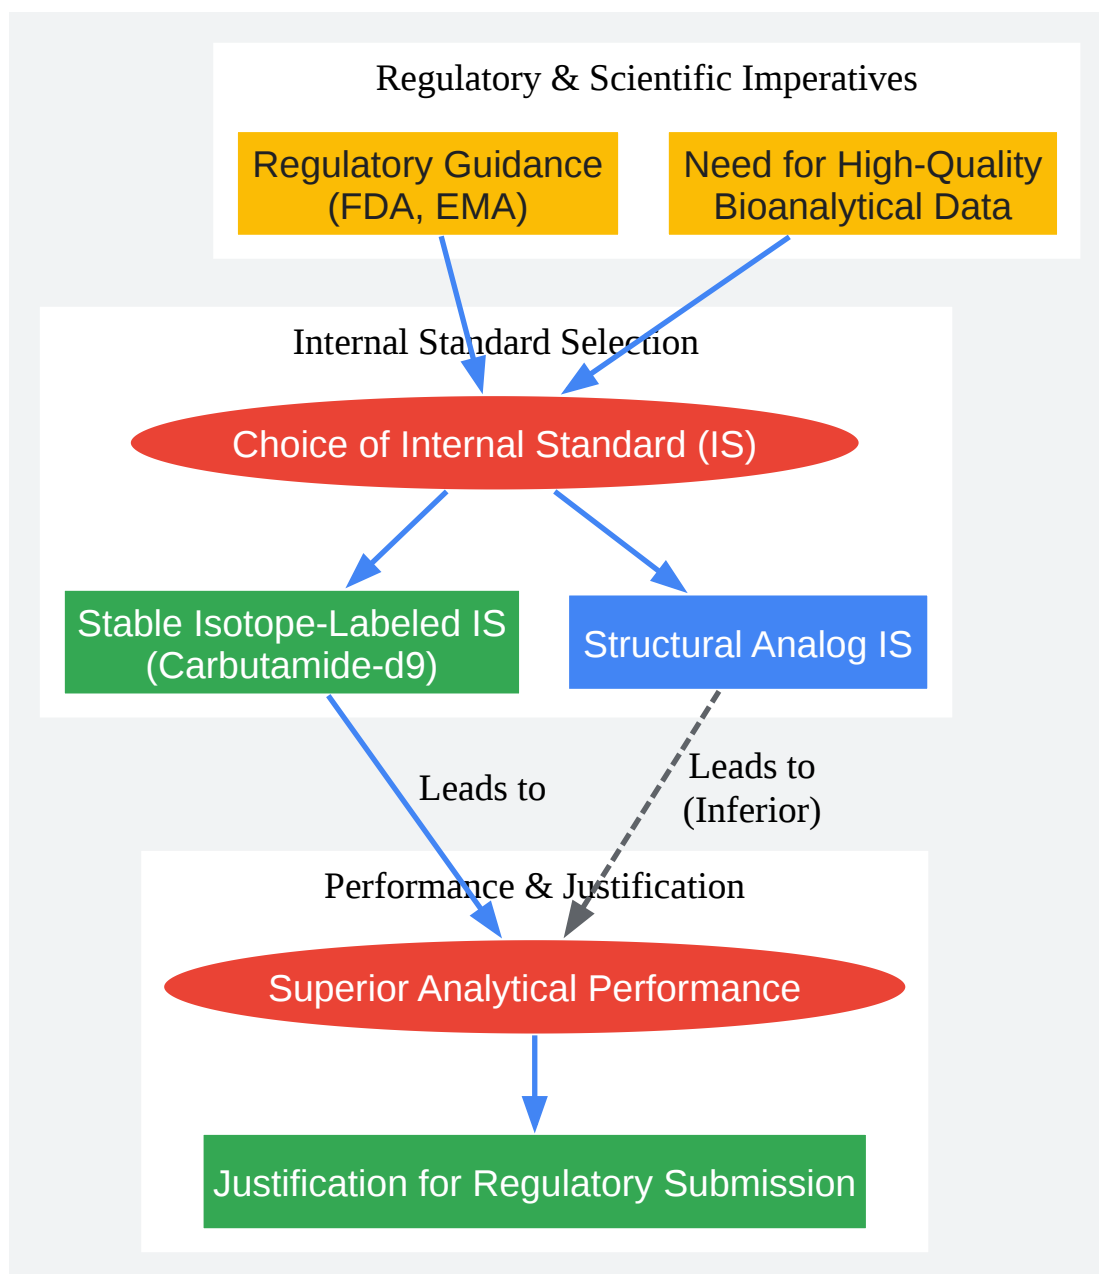 Regulatory & Scientific Imperatives
Regulatory Guidance
(FDA, EMA)
Need for High-Quality
Bioanalytical Data
Internal Standard Selection
Choice of Internal Standard (IS)
Stable Isotope-Labeled IS
(Carbutamide-d9)
Structural Analog IS
Leads to
Leads to
(Inferior)
Performance & Justification
Superior Analytical Performance
Justification for Regulatory Submission